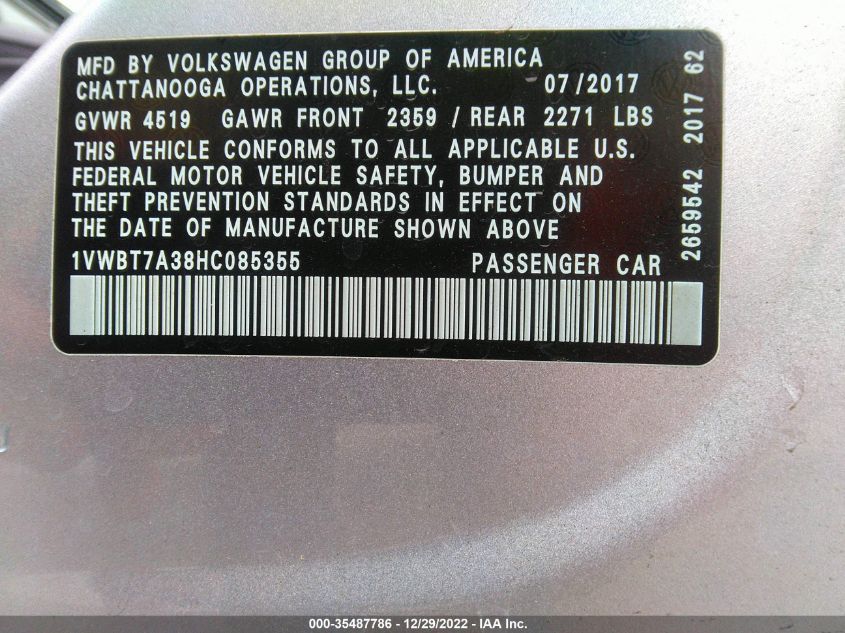 MFD BY VOLKSWAGEN GROUP OF AMERICA
CHATTANOOGA OPERATIONS, LLC. 07/2017
GVWR 4519 GAWR FRONT 2359 / REAR 2271 LBS
THIS VEHICLE CONFORMS TO ALL APPLICABLE U.S.
FEDERAL MOTOR VEHICLE SAFETY, BUMPER AND
THEFT PREVENTION STANDARDS IN EFFECT ON
THE DATE OF MANUFACTURE SHOWN ABOVE
1VWBT7A38HC085355 PASSENGER CAR
2659542 2017 62
000-35487786 - 12/29/2022 - IAA Inc.